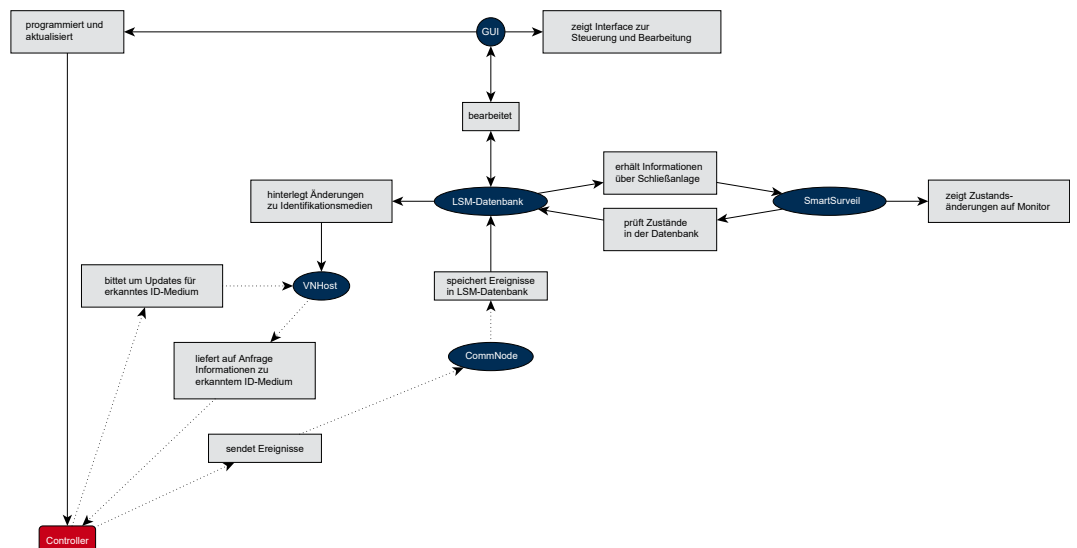 programmiert und
aktualisiert
GUI
zeigt Interface zur
Steuerung und Bearbeitung
bearbeitet
erhält Informationen
über Schließanlage
hinterlegt Änderungen
zu Identifikationsmedien
LSM-Datenbank
SmartSurveil
zeigt Zustands-
änderungen auf Monitor
prüft Zustände
in der Datenbank
bittet um Updates für
erkanntes ID-Medium
VNHost
speichert Ereignisse
in LSM-Datenbank
liefert auf Anfrage
Informationen zu
erkanntem ID-Medium
CommNode
sendet Ereignisse
Controller